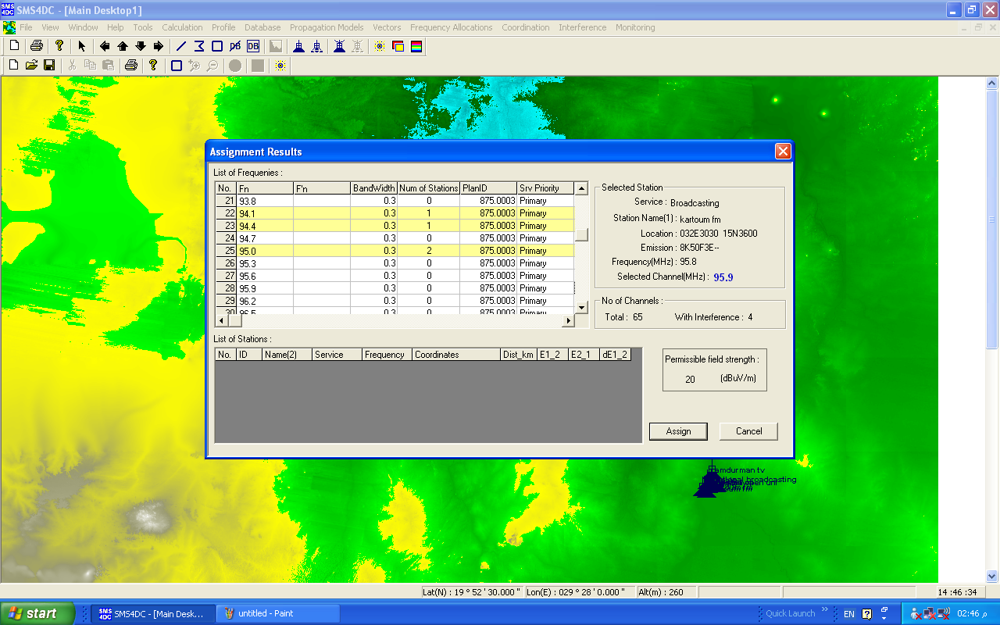 SMS4DC - [Main Desktop1]
File View Window Help Tools Calculation Profile Database Propagation Models Vectors Frequency Allocations Coordination Interference Monitoring
DB DB
Assignment Results
List of Frequenies :
No. Fn F'n BandWidth Num of Stations PlanID Srv Priority
21 93.8 0.3 0 875.0003 Primary
22 94.1 0.3 1 875.0003 Primary
23 94.4 0.3 1 875.0003 Primary
24 94.7 0.3 0 875.0003 Primary
25 95.0 0.3 2 875.0003 Primary
26 95.3 0.3 0 875.0003 Primary
27 95.6 0.3 0 875.0003 Primary
28 95.9 0.3 0 875.0003 Primary
29 96.2 0.3 0 875.0003 Primary
30 96.5 0.3 0 875.0003 Primary
Selected Station
Service : Broadcasting
Station Name(1) : kartoum fm
Location : 032E3030 15N3600
Emission : 8K50F3E--
Frequency(MHz) : 95.8
Selected Channel(MHz) : 95.9
No of Channels :
Total : 65 With Interference : 4
List of Stations :
No. ID Name(2) Service Frequency Coordinates Dist_km E1_2 E2_1 dE1_2
Permissible field strength :
20 (dBuV/m)
Assign Cancel
amdurman tv
broadcasting
Lat(N) : 19 ° 52 ' 30.000 " Lon(E) : 029 ° 28 ' 0.000 " Alt(m) : 260 14 :46 :34
start SMS 4DC SMS4DC - [Main Desk... untitled - Paint Quick Launch EN 02:46 م